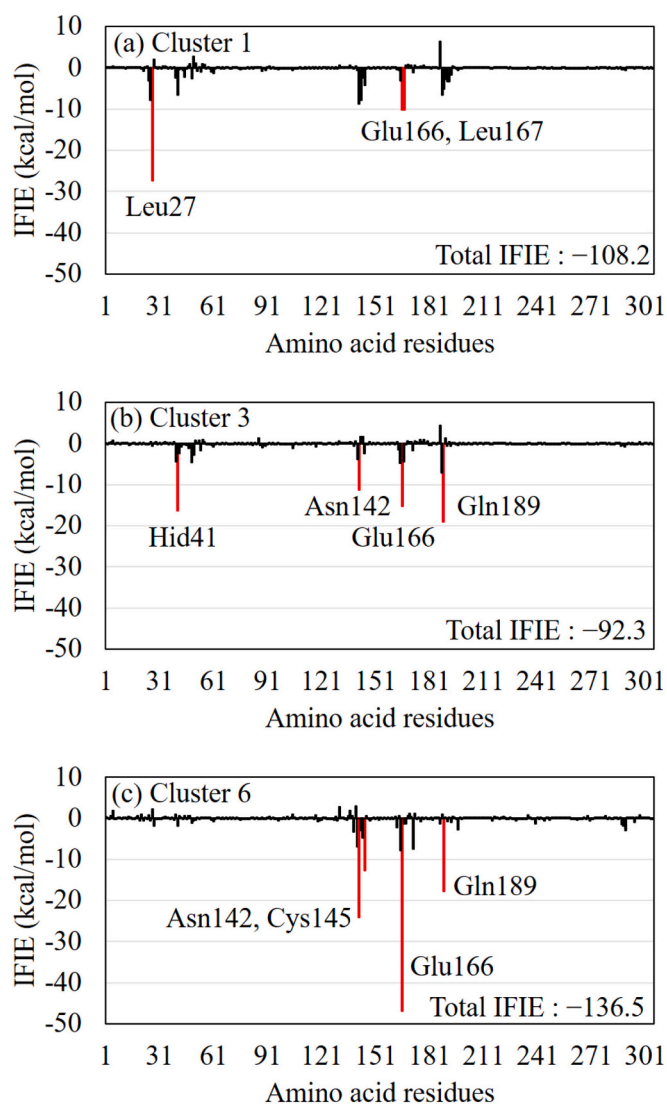 (a) Cluster 1
IFIE (kcal/mol)
10
0
-10
-20
-30
-40
-50
Glu166, Leu167
Leu27
Total IFIE : −108.2
1 31 61 91 121 151 181 211 241 271 301
Amino acid residues
(b) Cluster 3
IFIE (kcal/mol)
10
0
-10
-20
-30
-40
-50
Asn142
Gln189
Hid41
Glu166
Total IFIE : −92.3
1 31 61 91 121 151 181 211 241 271 301
Amino acid residues
(c) Cluster 6
IFIE (kcal/mol)
10
0
-10
-20
-30
-40
-50
Gln189
Asn142, Cys145
Glu166
Total IFIE : −136.5
1 31 61 91 121 151 181 211 241 271 301
Amino acid residues